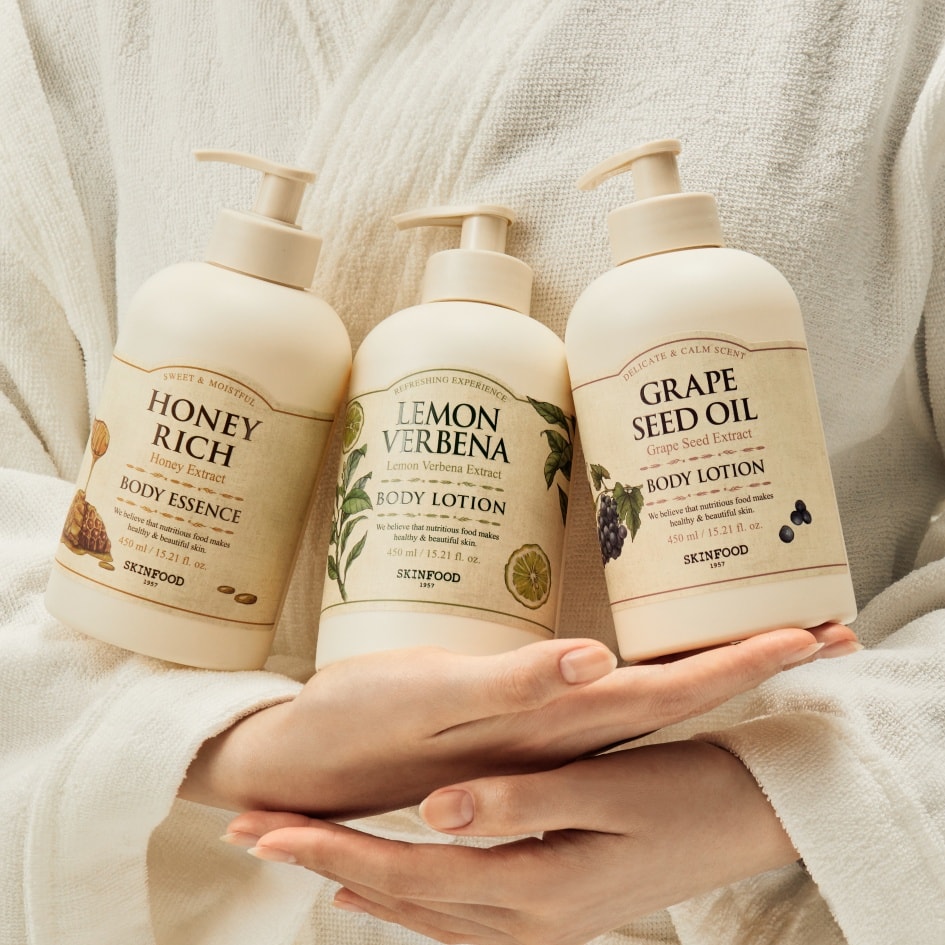 SWEET & MOISTFUL
HONEY
RICH
Honey Extract
BODY ESSENCE
We believe that nutritious food makes
healthy & beautiful skin.
450 ml / 15.21 fl. oz.
SKINFOOD
1957
REFRESHING EXPERIENCE
LEMON
VERBENA
Lemon Verbena Extract
BODY LOTION
We believe that nutritious food makes
healthy & beautiful skin.
450 ml / 15.21 fl. oz.
SKINFOOD
1957
DELICATE & CALM SCENT
GRAPE
SEED OIL
Grape Seed Extract
BODY LOTION
We believe that nutritious food makes
healthy & beautiful skin.
450 ml / 15.21 fl. oz.
SKINFOOD
1957